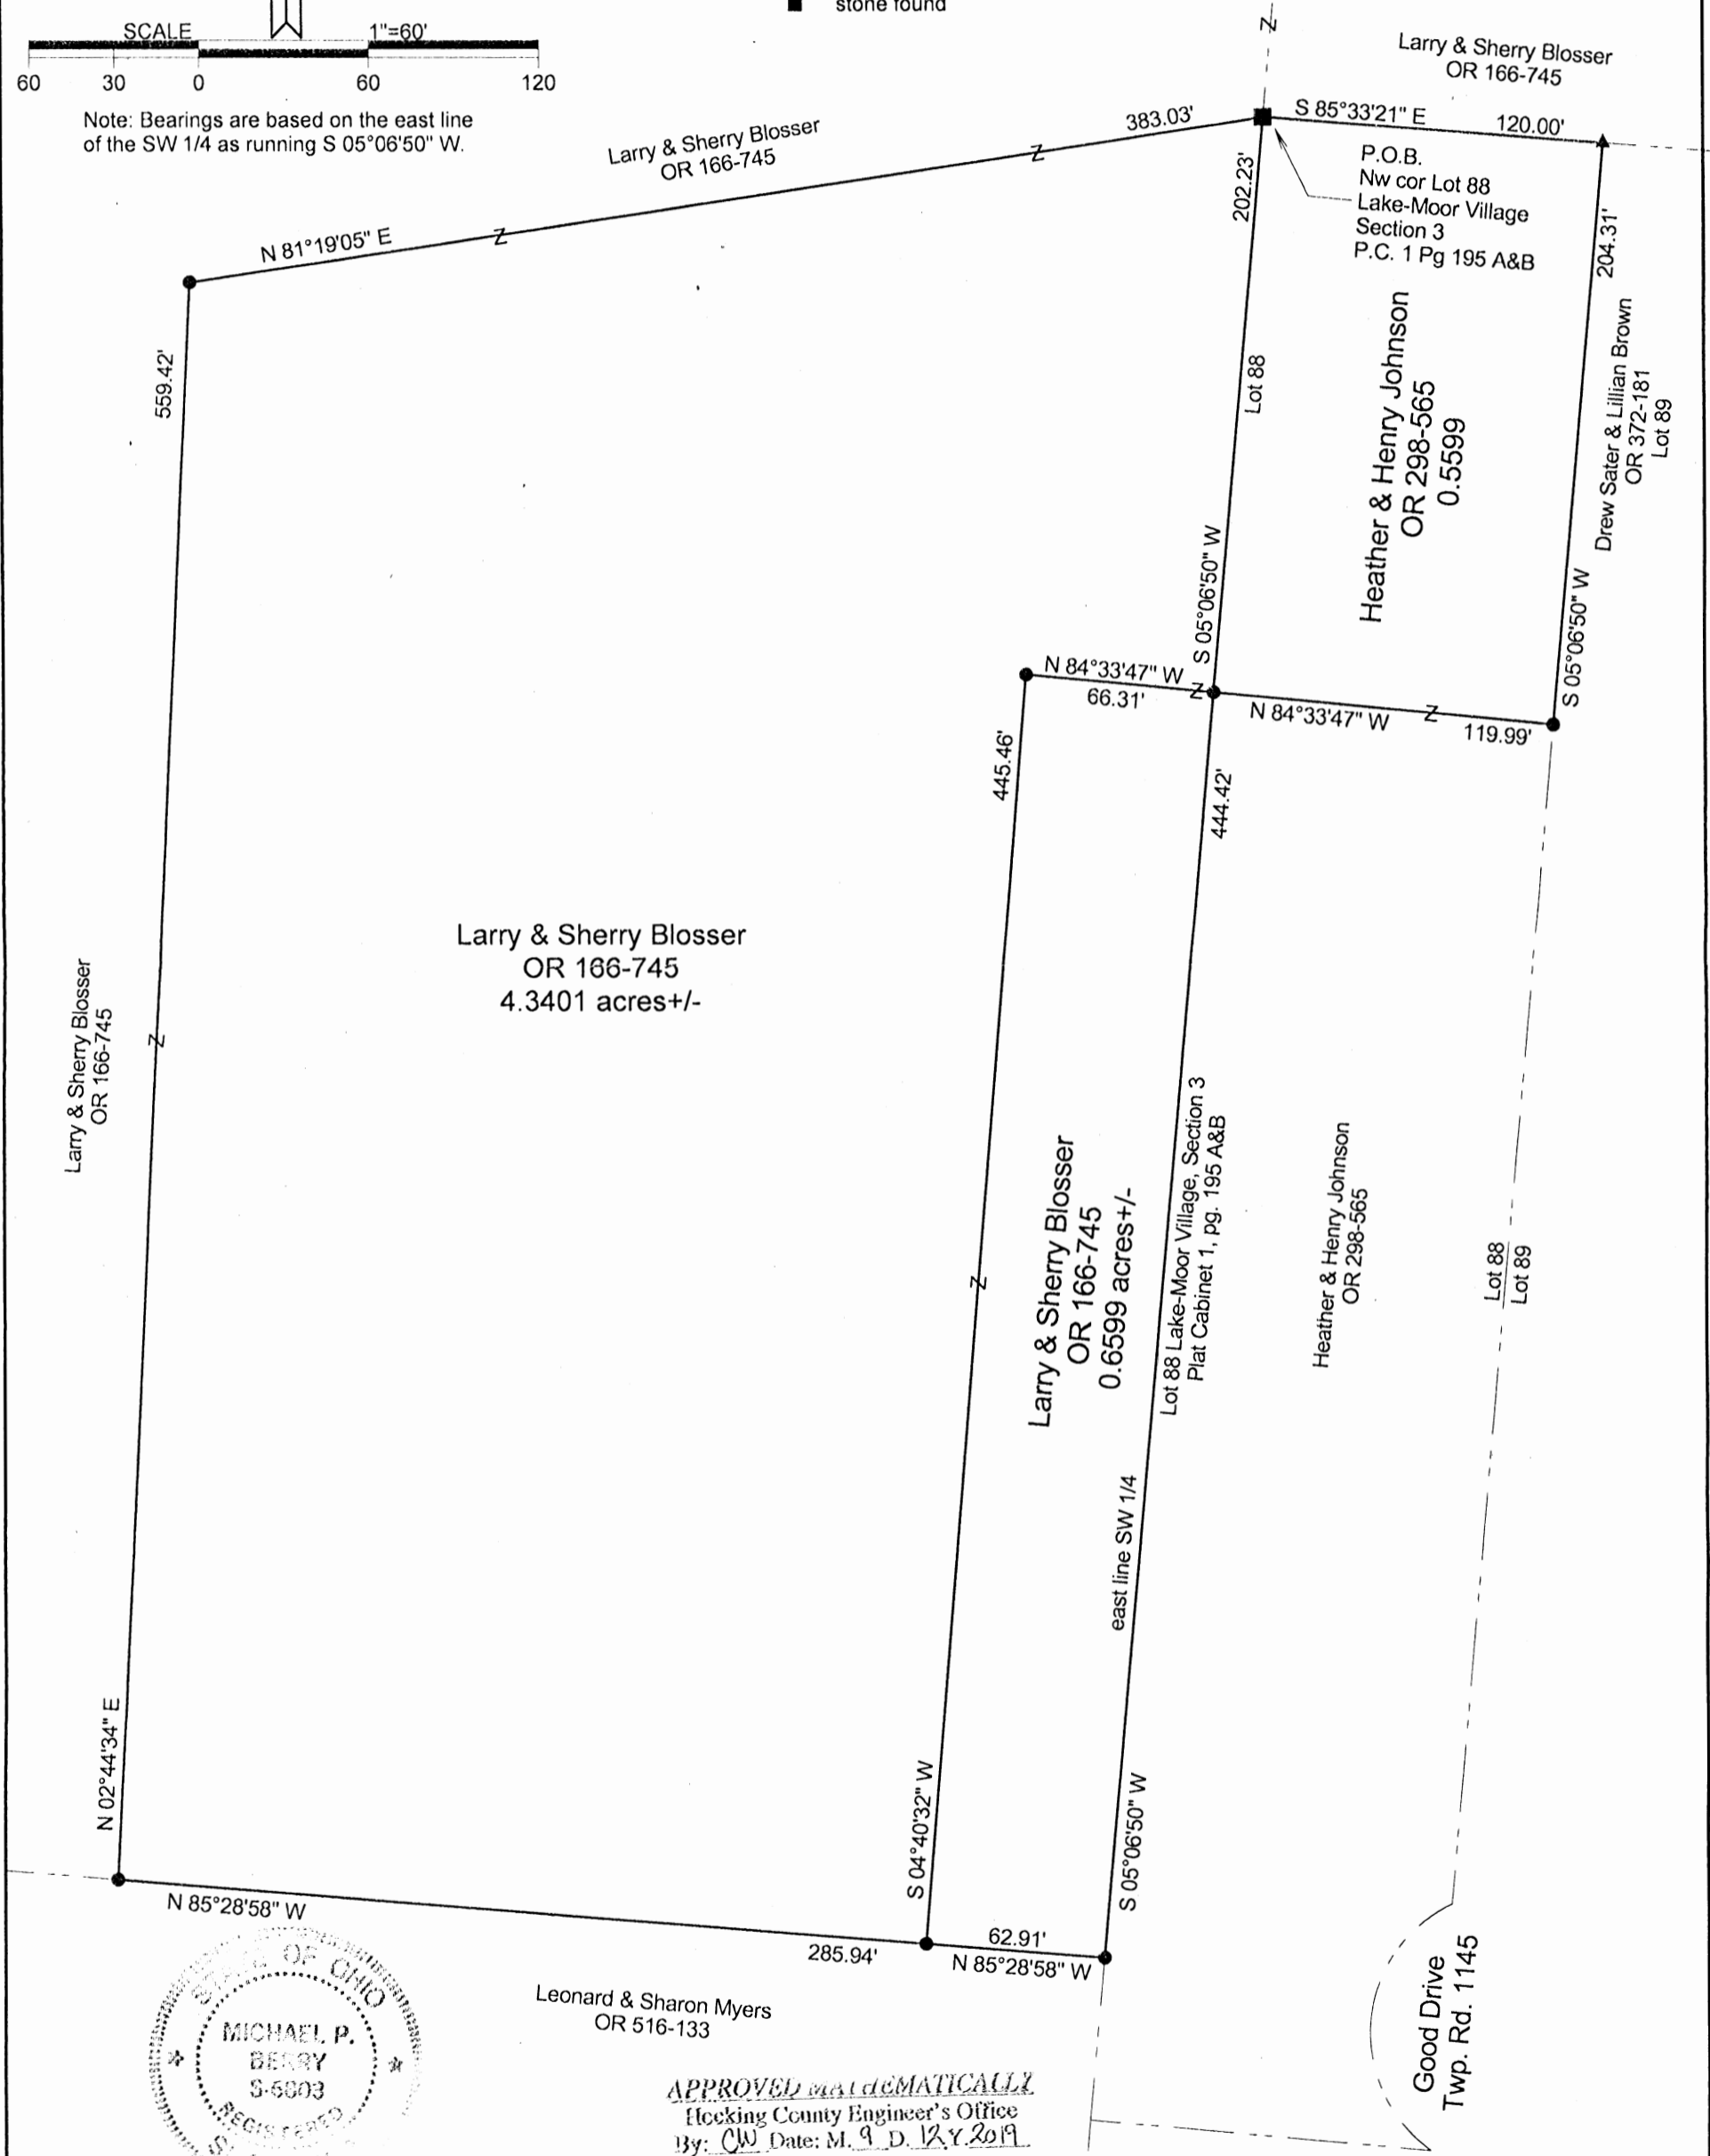 stone found
SCALE 1"=60'
60 30 0 60 120
Note: Bearings are based on the east line
of the SW 1/4 as running S 05°06'50" W.
Larry & Sherry Blosser
OR 166-745
Larry & Sherry Blosser
OR 166-745
N 81°19'05" E
383.03'
Z
Z
Z
S 85°33'21" E
120.00'
P.O.B.
Nw cor Lot 88
Lake-Moor Village
Section 3
P.C. 1 Pg 195 A&B
202.23'
Lot 88
S 05°06'50" W
Heather & Henry Johnson
OR 298-565
0.5599
204.31'
Drew Sater & Lillian Brown
OR 372-181
Lot 89
S 05°06'50" W
559.42'
Larry & Sherry Blosser
OR 166-745
Z
N 02°44'34" E
N 84°33'47" W
66.31'
Z
N 84°33'47" W
Z
119.99'
445.46'
444.42'
Larry & Sherry Blosser
OR 166-745
4.3401 acres+/-
Larry & Sherry Blosser
OR 166-745
0.6599 acres+/-
Z
Lot 88 Lake-Moor Village, Section 3
Plat Cabinet 1, pg. 195 A&B
Heather & Henry Johnson
OR 298-565
Lot 88
Lot 89
east line SW 1/4
S 04°40'32" W
S 05°06'50" W
N 85°28'58" W
285.94'
62.91'
N 85°28'58" W
Leonard & Sharon Myers
OR 516-133
Good Drive
Twp. Rd. 1145
STATE OF OHIO
MICHAEL P.
BERRY
S-6803
REGISTERED
APPROVED MATHEMATICALLY
Hocking County Engineer's Office
By: CW Date: M. 9 D. 12 Y. 2019